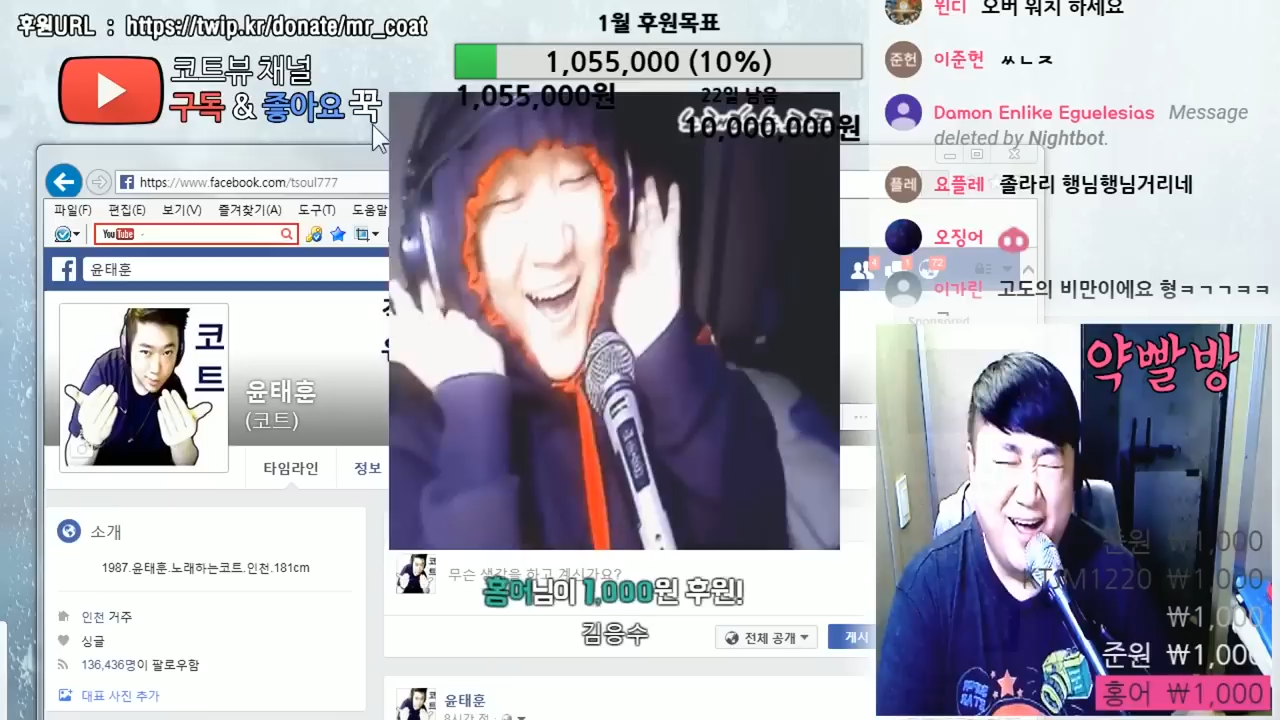 후원URL : https://twip.kr/donate/mr_coat
1월 후원목표
1,055,000 (10%)
1,055,000원
22일 남음
10,000,000원
코트뷰 채널
구독 & 좋아요 꾹
윈디 오버 워치 하세요
준헌 이준헌 ㅆㄴㅈ
Damon Enlike Eguelesias Message deleted by Nightbot.
플레 요플레 졸라리 행님행님거리네
오징어
이가린 고도의 비만이에요 형ㅋㄱㄱㅋㅋ
ㄱ
https://www.facebook.com/tsoul777
파일(F) 편집(E) 보기(V) 즐겨찾기(A) 도구(T) 도움말
YouTube
윤태훈
4 1 72
Sponsored
코트
윤태훈
(코트)
타임라인 정보
소개
1987.윤태훈.노래하는코트.인천.181cm
인천 거주
싱글
136,436명이 팔로우함
대표 사진 추가
무슨 생각을 하고 계신가요?
홍어님이 1,000원 후원!
김응수
전체 공개
게시
윤태훈
8시간 전
약빨방
준원 ₩1,000
KTSM1220 ₩1,000
₩1,000
준원 ₩1,000
홍어 ₩1,000